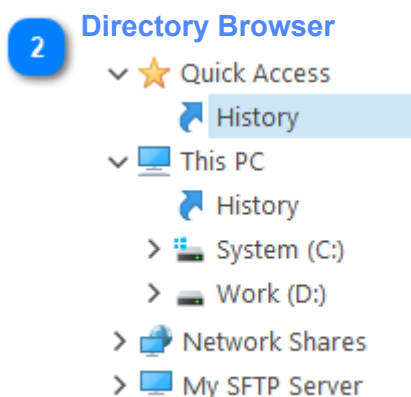 2
Directory Browser
Quick Access
History
This PC
History
System (C:)
Work (D:)
Network Shares
My SFTP Server